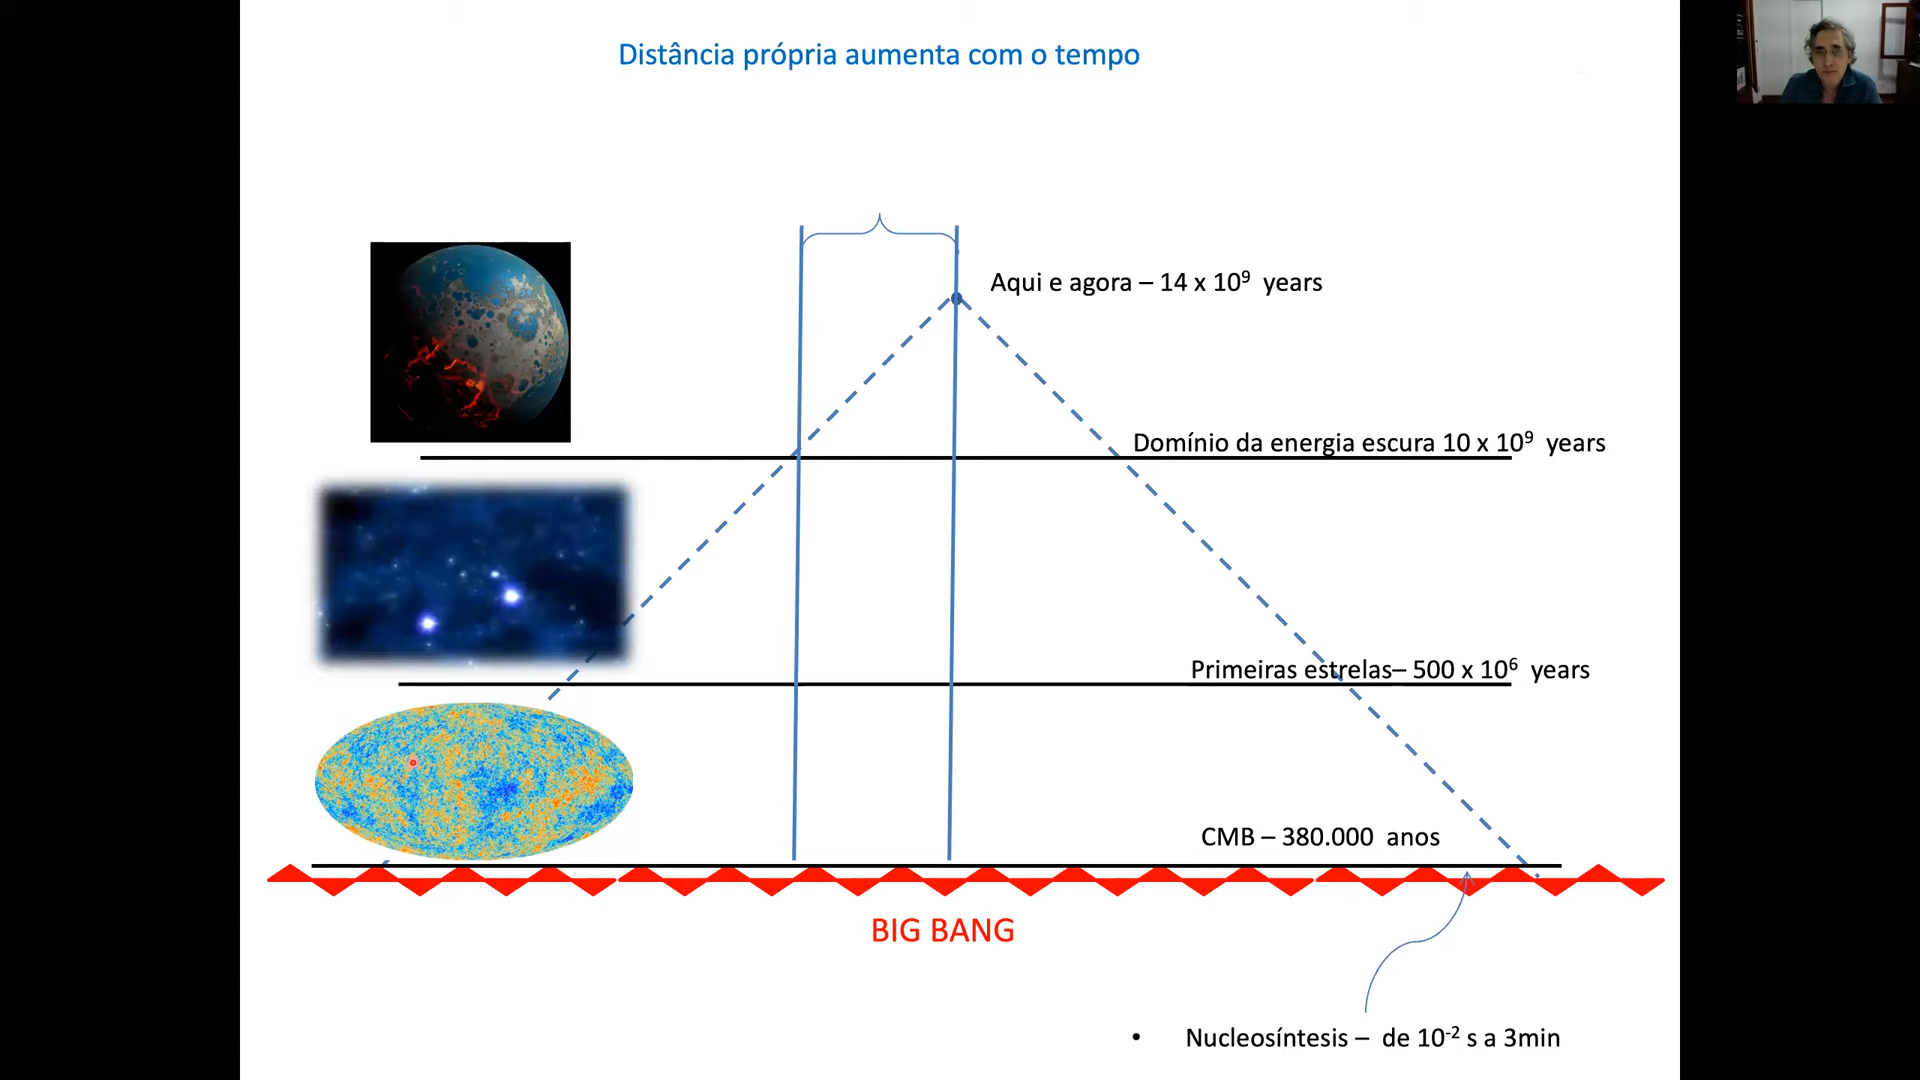 Distância própria aumenta com o tempo
Aqui e agora – 14 x 10⁹ years
Domínio da energia escura 10 x 10⁹ years
Primeiras estrelas– 500 x 10⁶ years
CMB – 380.000 anos
BIG BANG
• Nucleosíntesis – de 10⁻² s a 3min